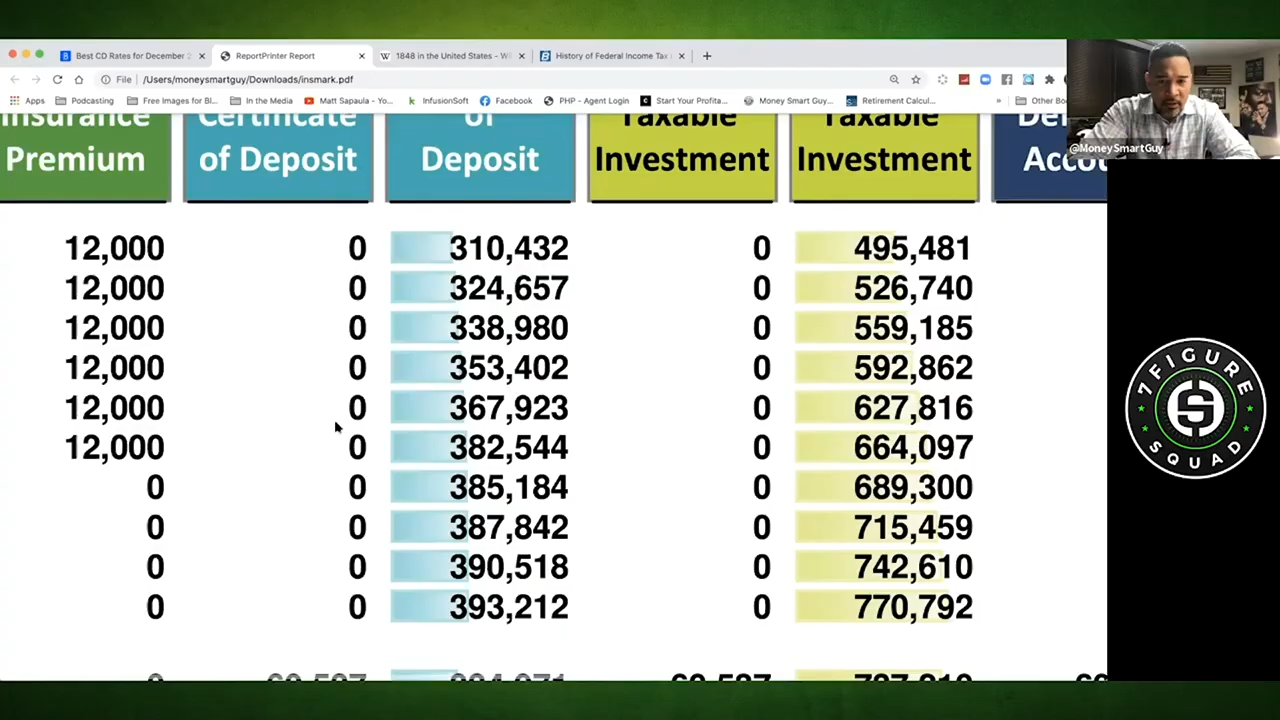 Best CD Rates for December 2
ReportPrinter Report
1848 in the United States - Wi
History of Federal Income Tax
File /Users/moneysmartguy/Downloads/insmark.pdf
Apps Podcasting Free Images for Bl... In the Media Matt Sapaula - Yo... InfusionSoft Facebook PHP - Agent Login Start Your Profita... Money Smart Guy... Retirement Calcul... » Other Bo
@MoneySmartGuy
Insurance Certificate of Taxable Taxable
Premium of Deposit Deposit Investment Investment
12,000 0 310,432 0 495,481
12,000 0 324,657 0 526,740
12,000 0 338,980 0 559,185
12,000 0 353,402 0 592,862
12,000 0 367,923 0 627,816
12,000 0 382,544 0 664,097
0 0 385,184 0 689,300
0 0 387,842 0 715,459
0 0 390,518 0 742,610
0 0 393,212 0 770,792
7FIGURE
SQUAD